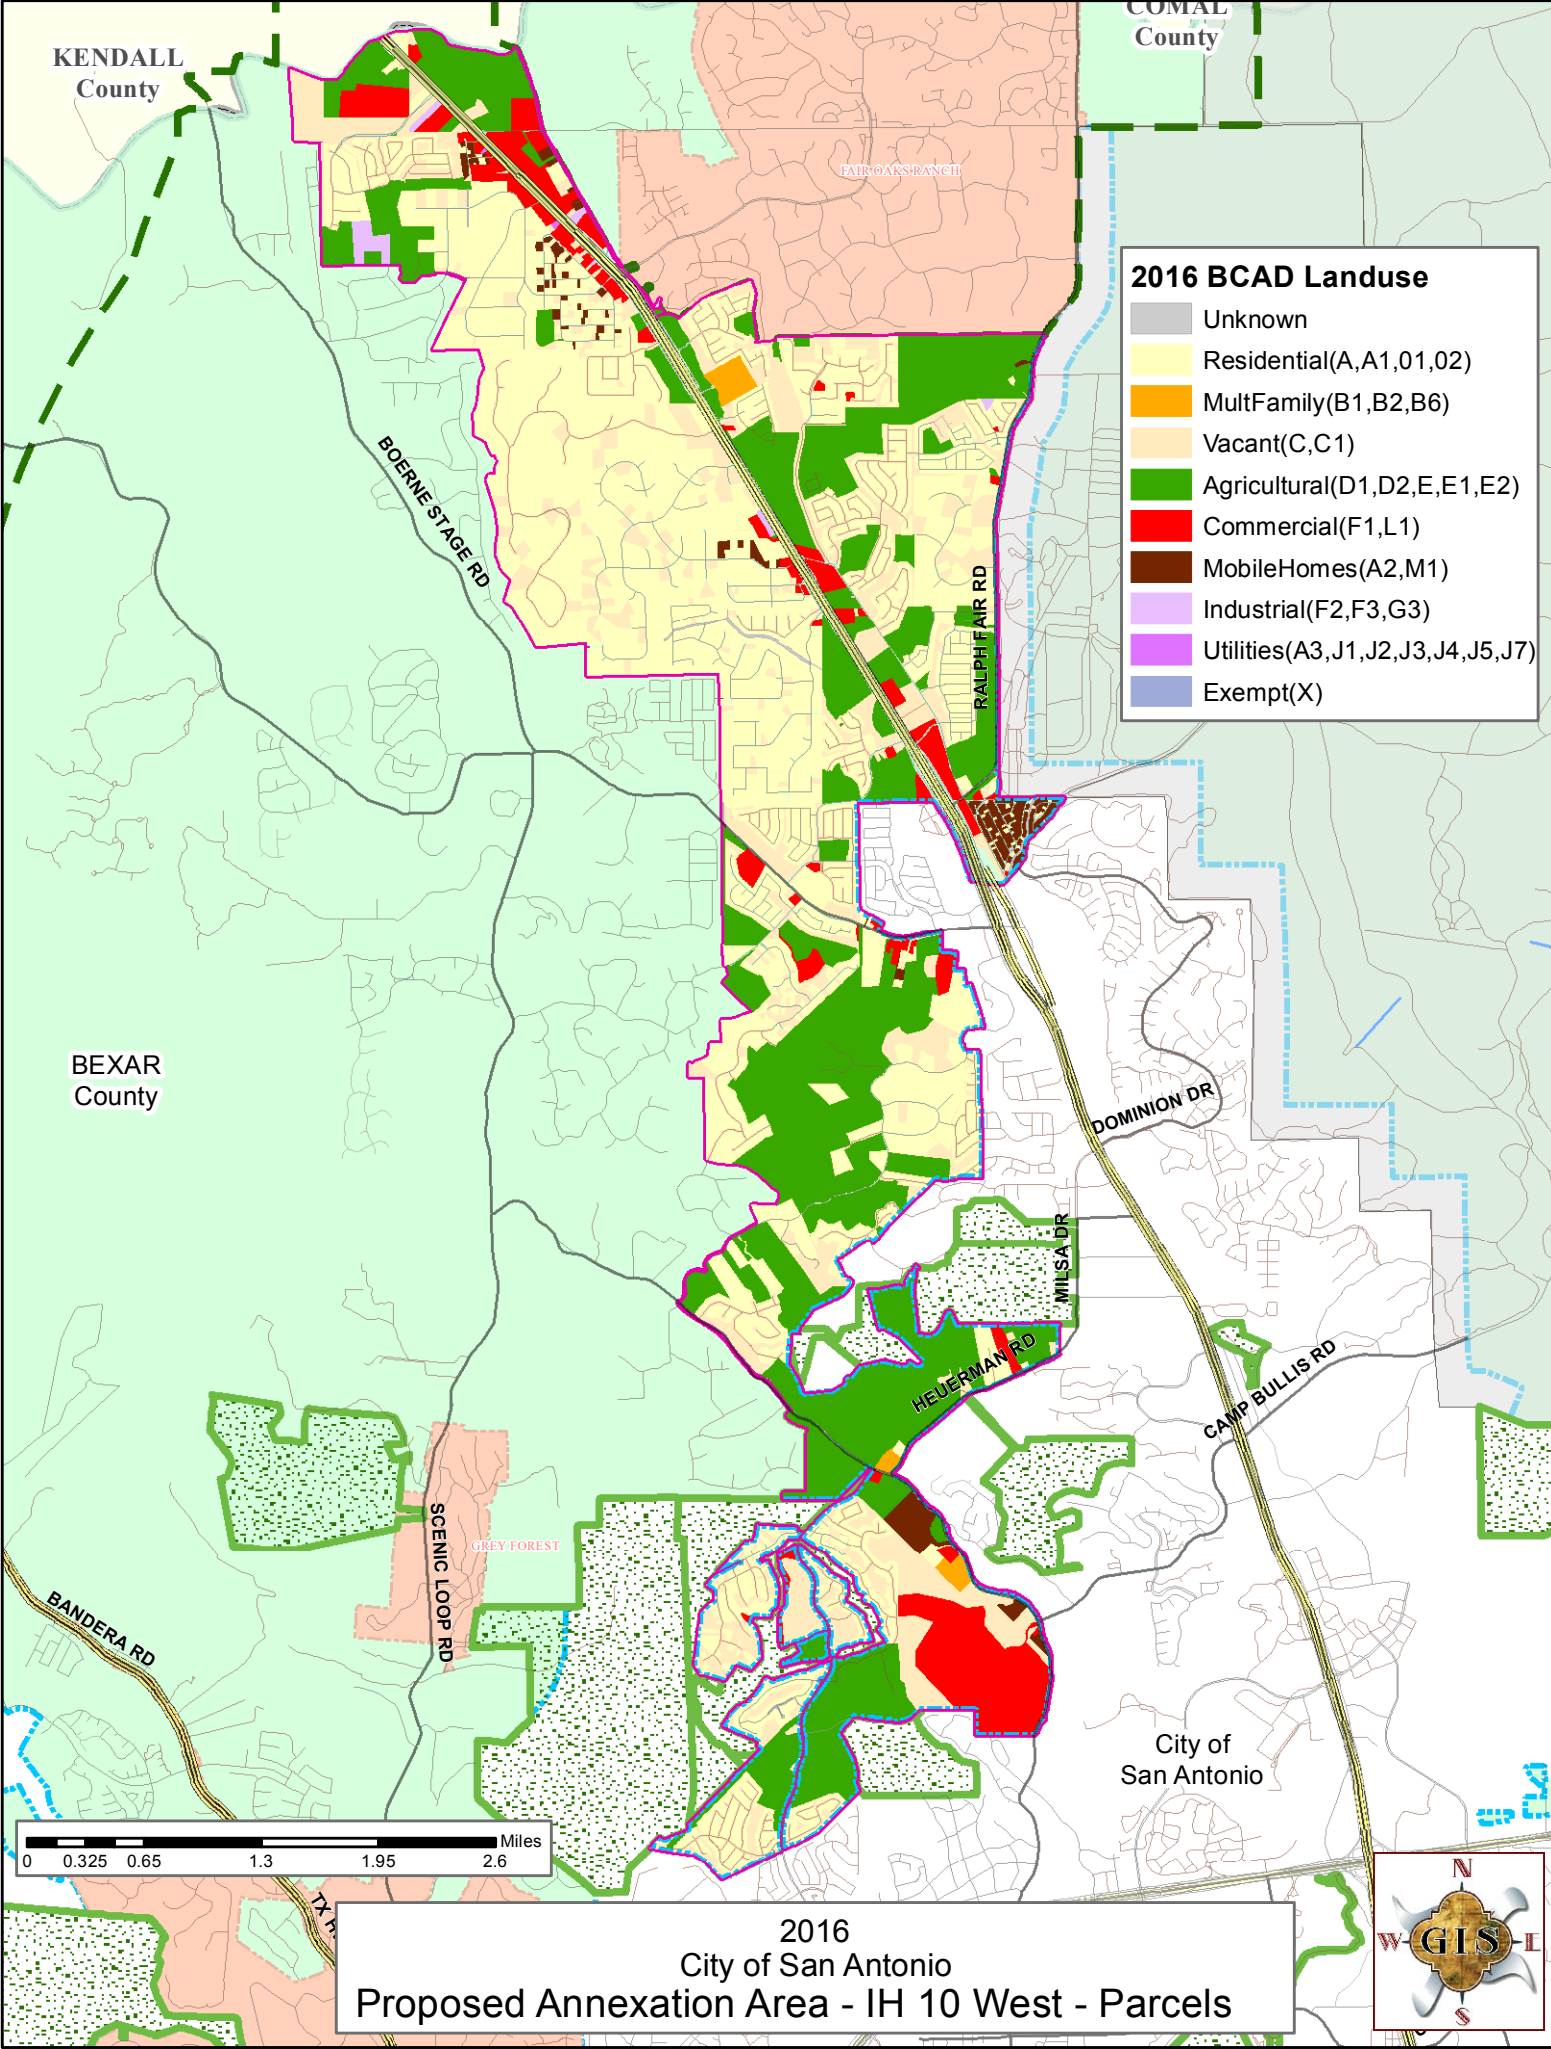 KENDALL
County
COMAL
County
FAIR OAKS RANCH
2016 BCAD Landuse
Unknown
Residential(A,A1,01,02)
MultFamily(B1,B2,B6)
Vacant(C,C1)
Agricultural(D1,D2,E,E1,E2)
Commercial(F1,L1)
MobileHomes(A2,M1)
Industrial(F2,F3,G3)
Utilities(A3,J1,J2,J3,J4,J5,J7)
Exempt(X)
BOERNE STAGE RD
RALPH FAIR RD
BEXAR
County
DOMINION DR
MILSA DR
HEUERMAN RD
CAMP BULLIS RD
SCENIC LOOP RD
GREY FOREST
BANDERA RD
City of
San Antonio
Miles
0 0.325 0.65 1.3 1.95 2.6
TX
2016
City of San Antonio
Proposed Annexation Area - IH 10 West - Parcels
N
W GIS E
S